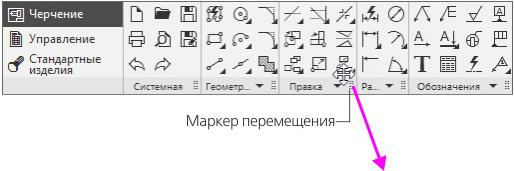 Черчение
Управление
Стандартные
изделия
Системная
Геометр...
Правка
Ра...
Обозначения
Маркер перемещения